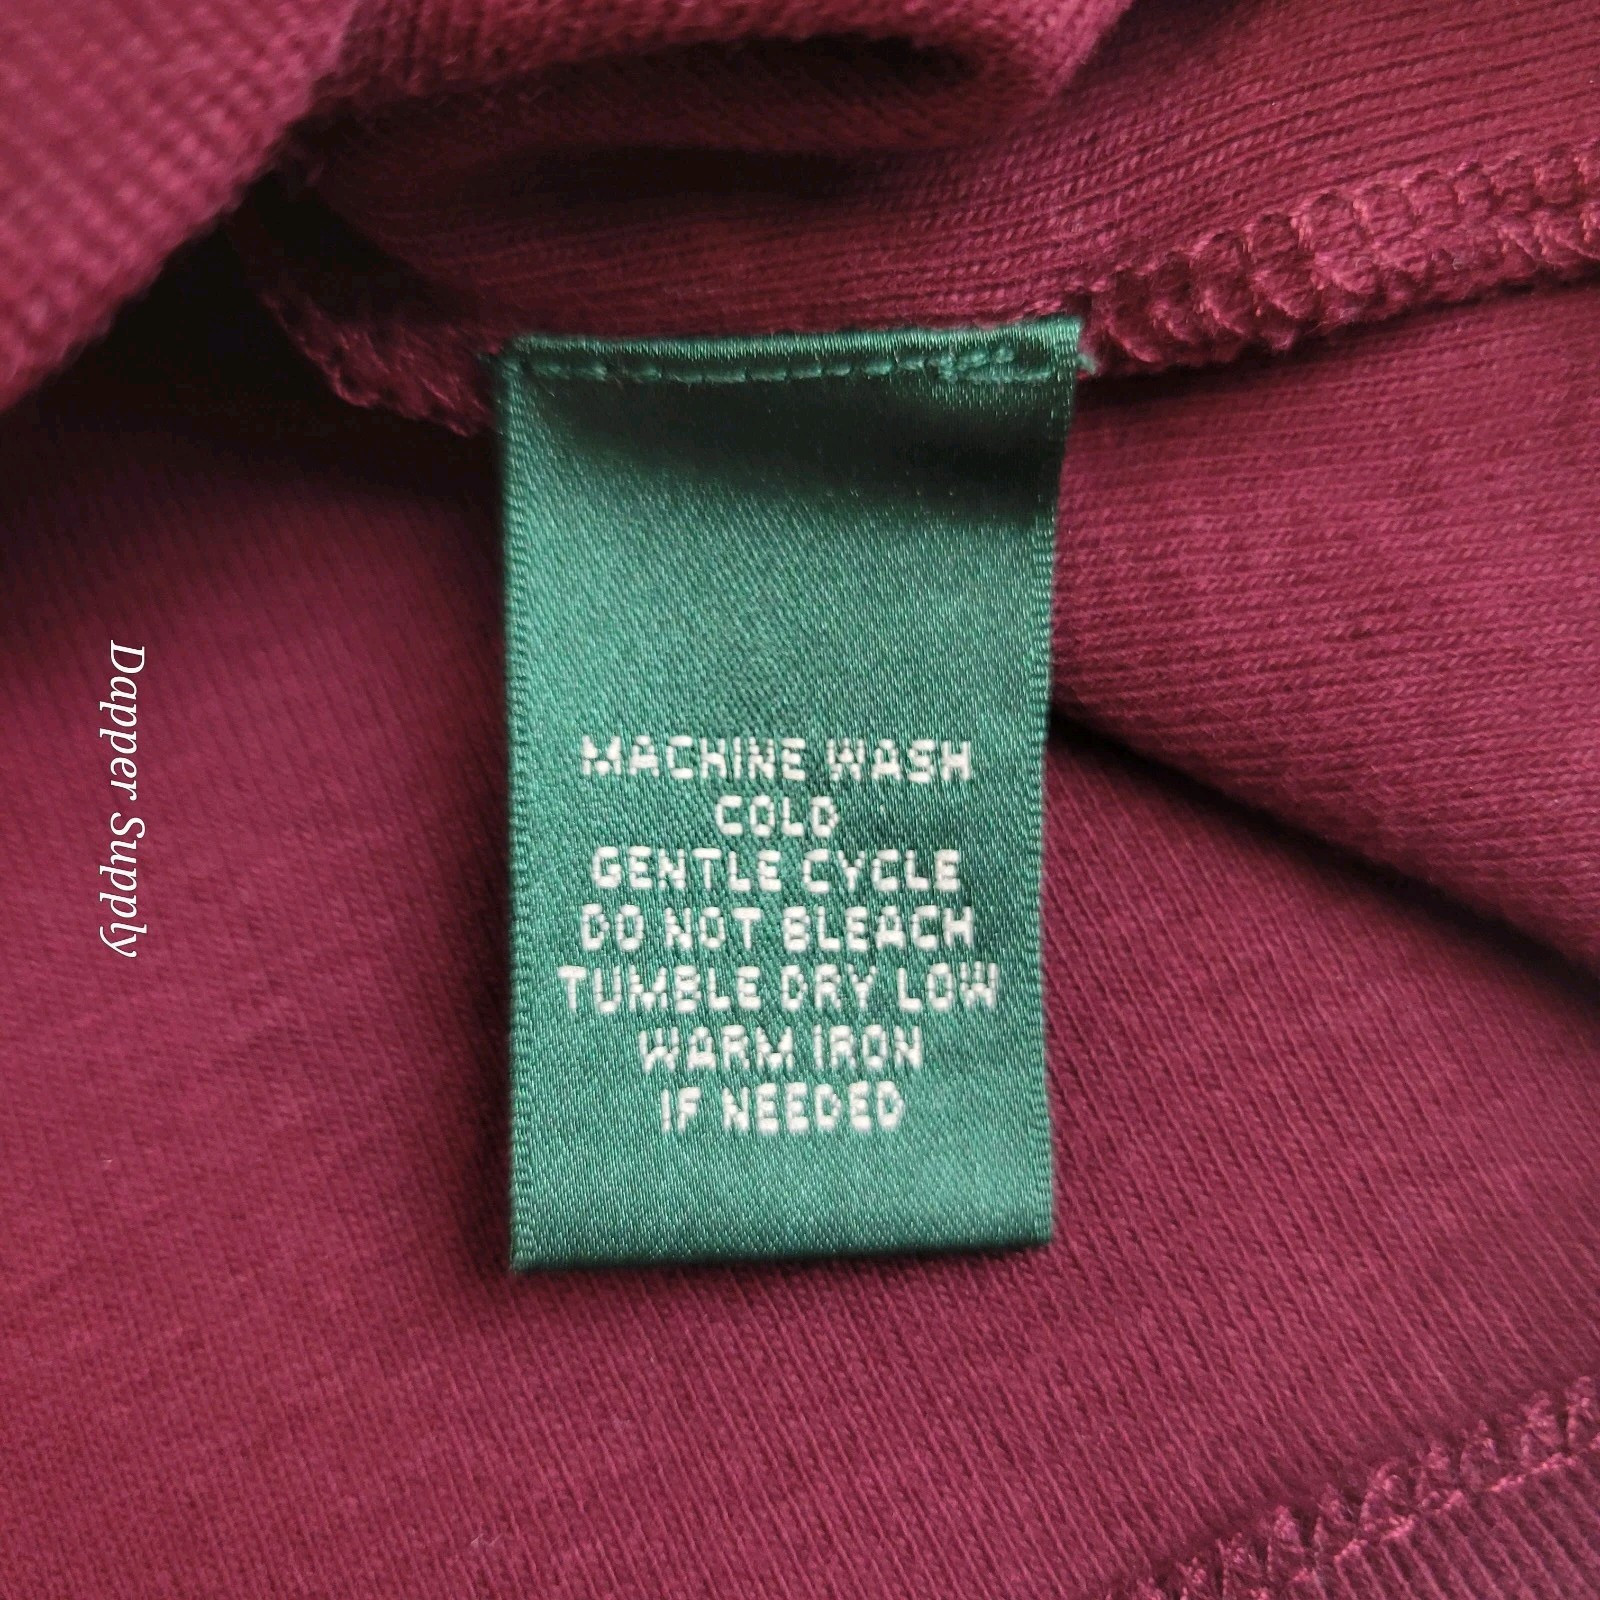 MACHINE WASH
COLD
GENTLE CYCLE
DO NOT BLEACH
TUMBLE DRY LOW
WARM IRON
IF NEEDED
Dapper Supply